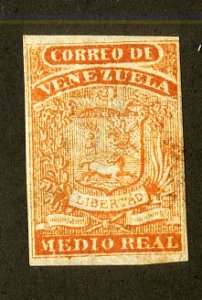 CORREO DE
VENEZUELA
LIBERTAD
MEDIO REAL